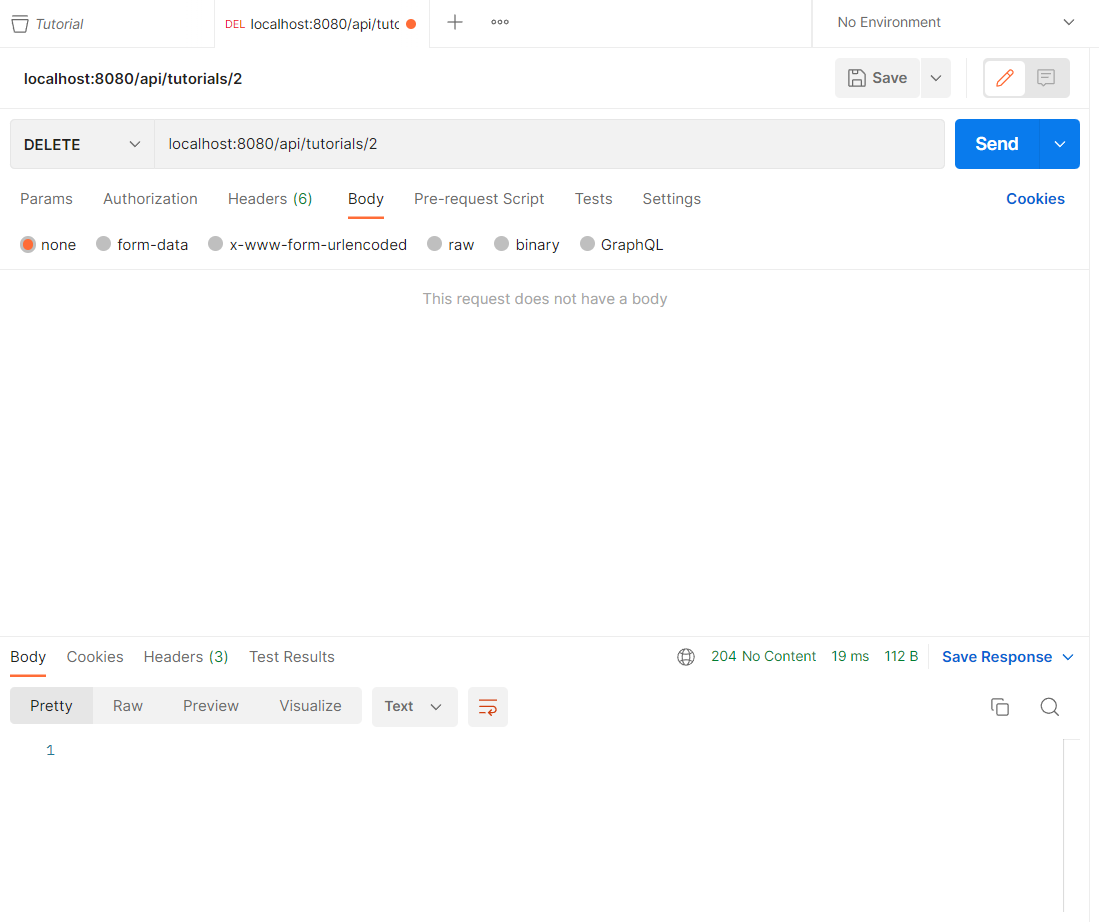 Tutorial DEL localhost:8080/api/tutc No Environment
localhost:8080/api/tutorials/2 Save
DELETE localhost:8080/api/tutorials/2 Send
Params Authorization Headers (6) Body Pre-request Script Tests Settings Cookies
none form-data x-www-form-urlencoded raw binary GraphQL
This request does not have a body
Body Cookies Headers (3) Test Results 204 No Content 19 ms 112 B Save Response
Pretty Raw Preview Visualize Text
1